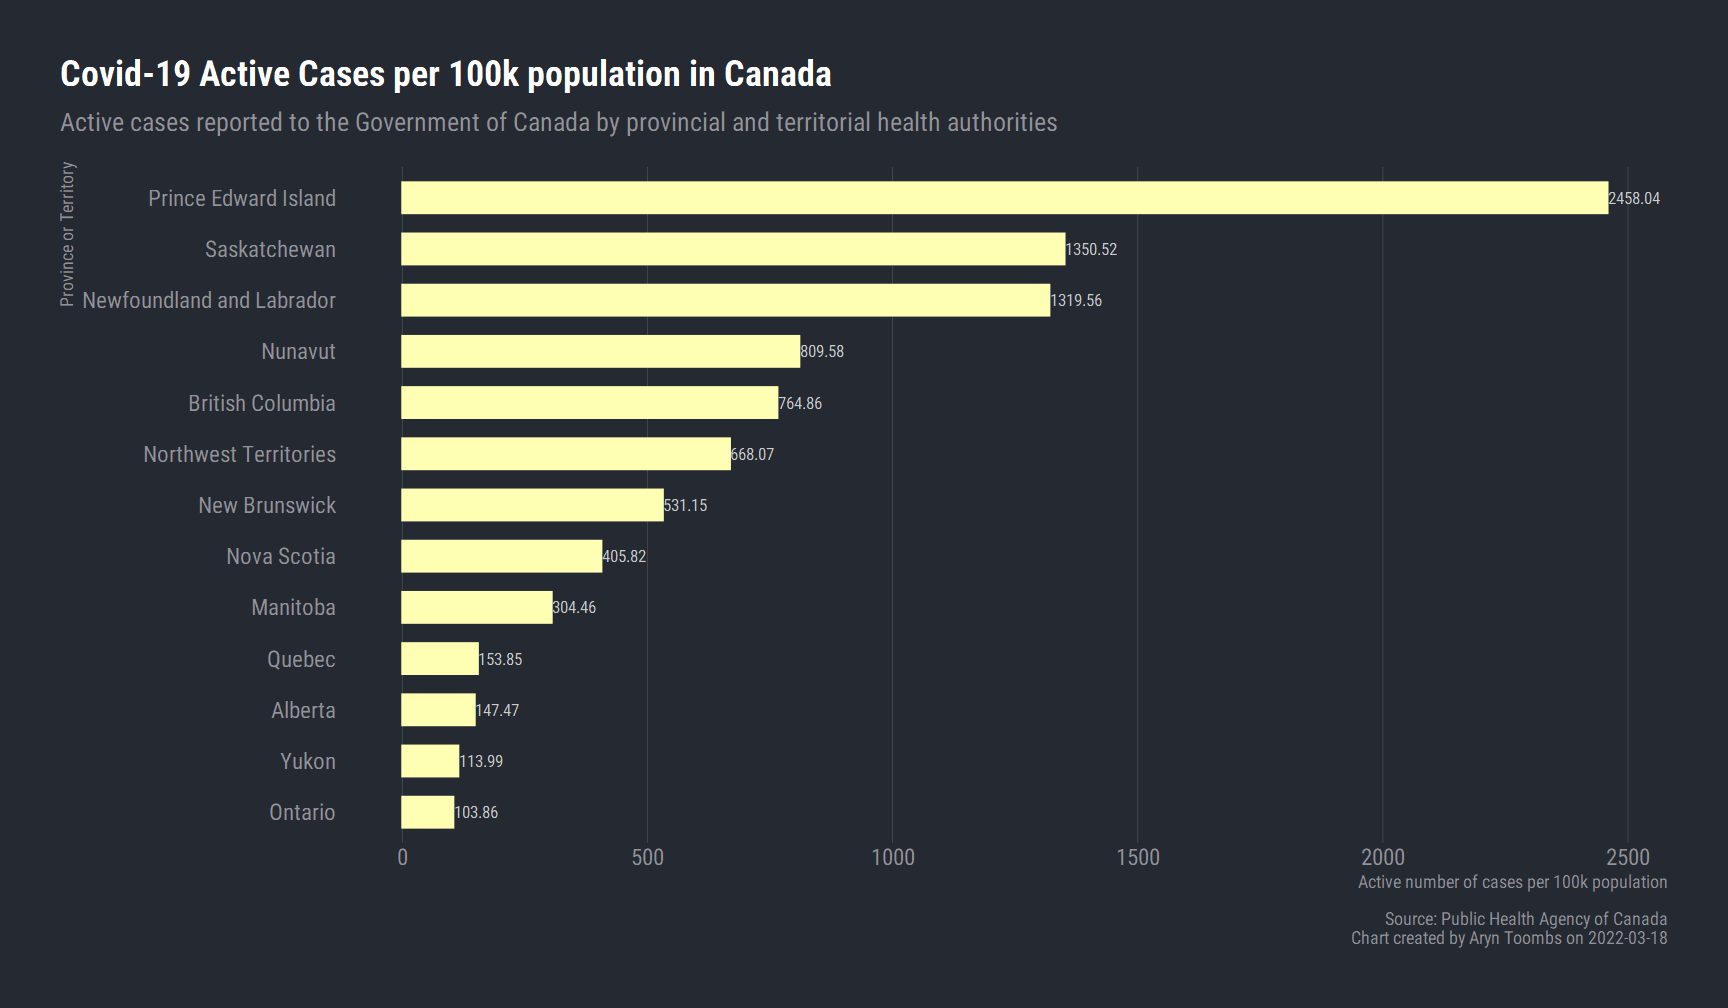 Covid-19 Active Cases per 100k population in Canada
Active cases reported to the Government of Canada by provincial and territorial health authorities
Province or Territory
Prince Edward Island 2458.04
Saskatchewan 1350.52
Newfoundland and Labrador 1319.56
Nunavut 809.58
British Columbia 764.86
Northwest Territories 668.07
New Brunswick 531.15
Nova Scotia 405.82
Manitoba 304.46
Quebec 153.85
Alberta 147.47
Yukon 113.99
Ontario 103.86
0 500 1000 1500 2000 2500
Active number of cases per 100k population
Source: Public Health Agency of Canada
Chart created by Aryn Toombs on 2022-03-18